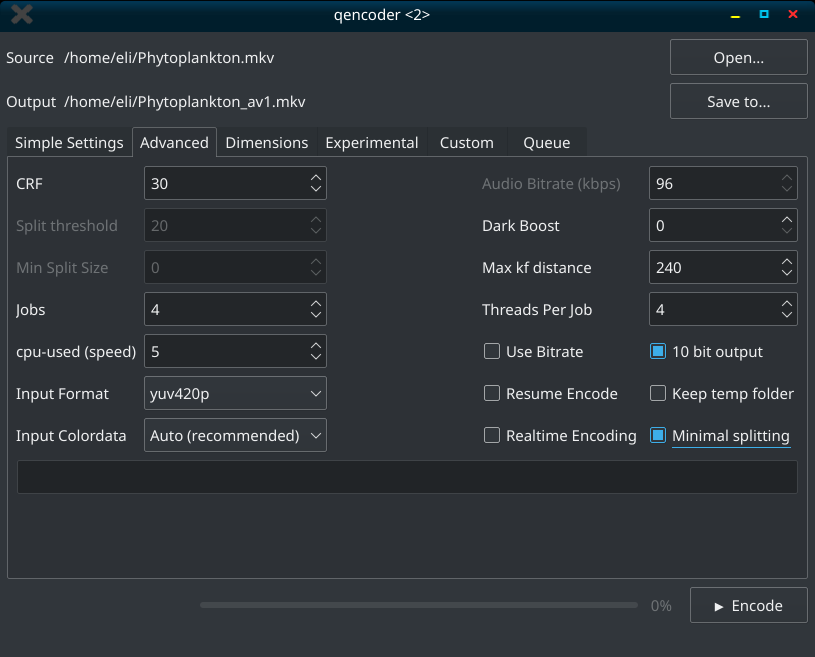 qencoder <2>
Source /home/eli/Phytoplankton.mkv Open...
Output /home/eli/Phytoplankton_av1.mkv Save to...
Simple Settings Advanced Dimensions Experimental Custom Queue
CRF 30 Audio Bitrate (kbps) 96
Split threshold 20 Dark Boost 0
Min Split Size 0 Max kf distance 240
Jobs 4 Threads Per Job 4
cpu-used (speed) 5 Use Bitrate 10 bit output
Input Format yuv420p Resume Encode Keep temp folder
Input Colordata Auto (recommended) Realtime Encoding Minimal splitting
0% ► Encode